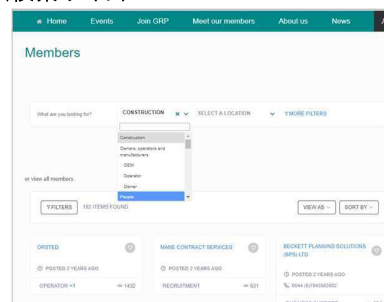 Home Events Join GRP Meet our members About us News
Members
What are you looking for? CONSTRUCTION x SELECT A LOCATION MORE FILTERS
Construction
Owners, operators and
manufacturers
OEM
Operator
Owner
People
or view all members
FILTERS 182 ITEMS FOUND VIEW AS SORT BY
ORSTED MANE CONTRACT SERVICES BECKETT PLANNING SOLUTIONS
(BPS) LTD
POSTED 2 YEARS AGO POSTED 2 YEARS AGO POSTED 2 YEARS AGO
OPERATOR +1 1432 RECRUITMENT 531